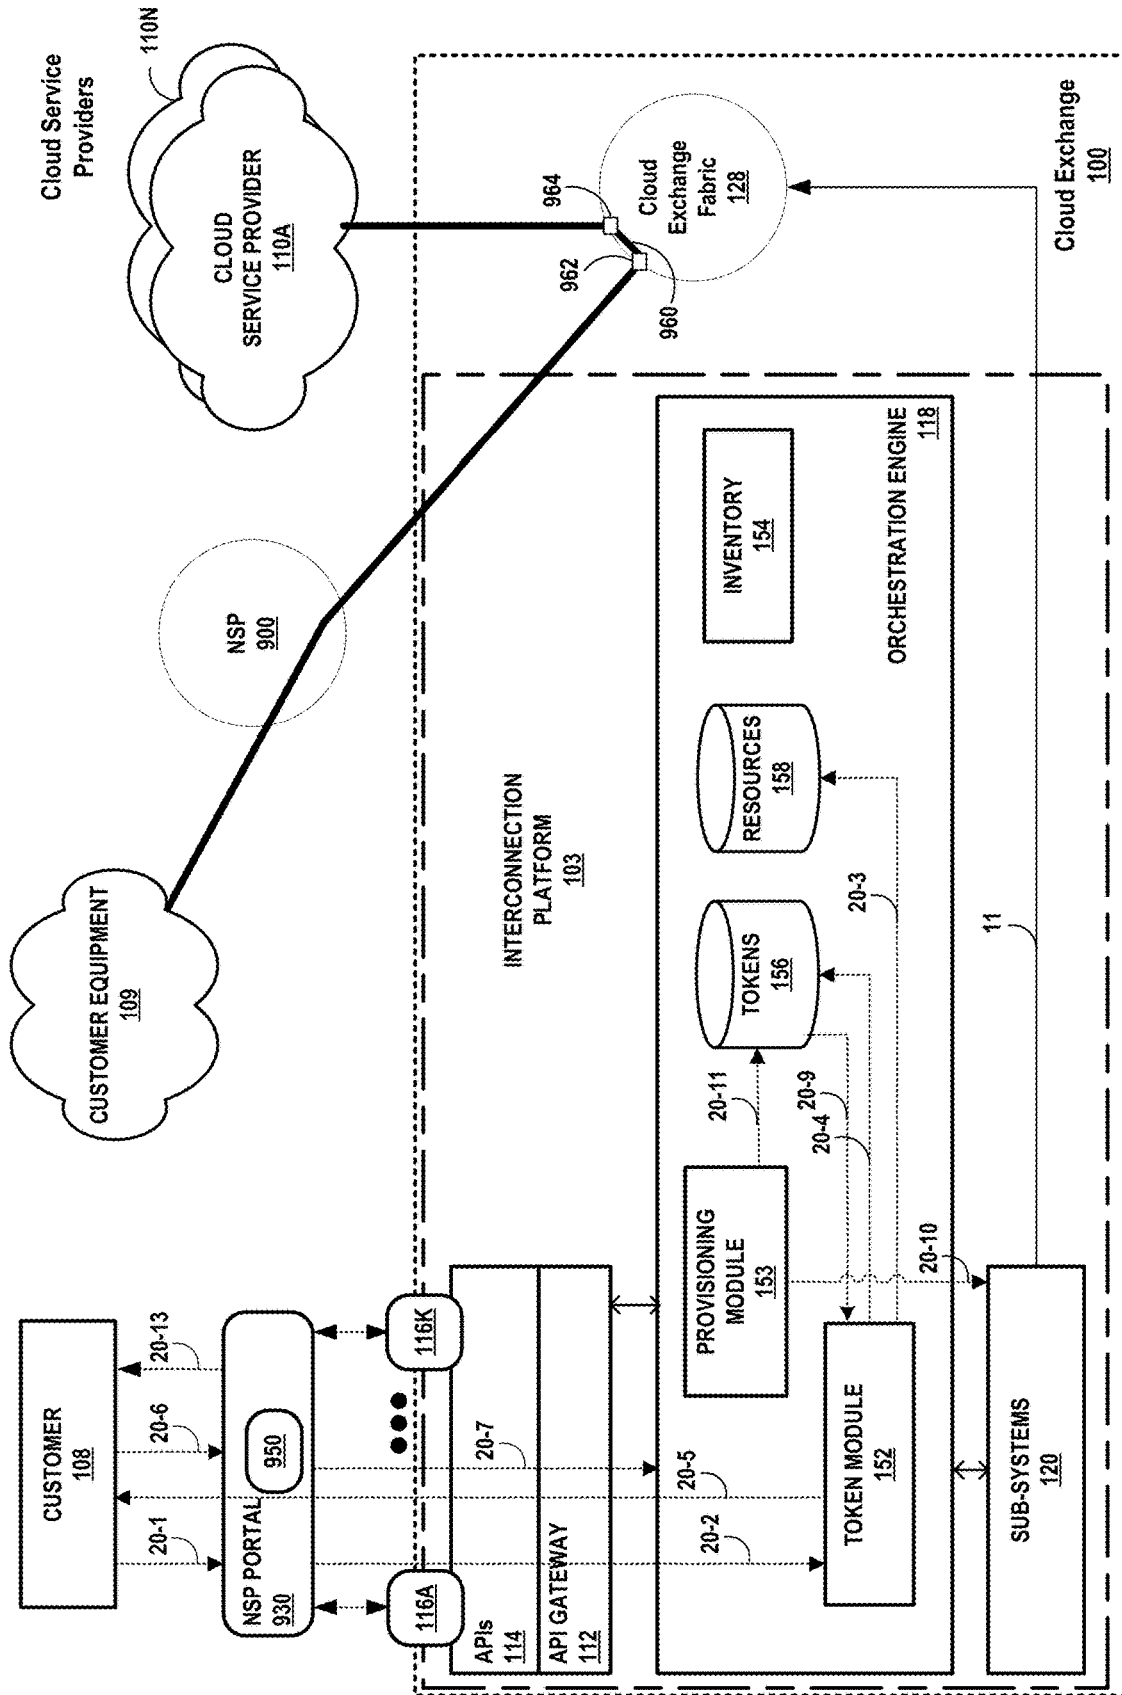 Cloud Service
Providers
110N
CLOUD
SERVICE PROVIDER
110A
NSP
900
CUSTOMER EQUIPMENT
109
CUSTOMER
108
20-1
20-6
20-13
NSP PORTAL
930
950
116A
116K
APIs
114
API GATEWAY
112
20-7
20-5
20-2
INTERCONNECTION
PLATFORM
103
964
962
960
Cloud
Exchange
Fabric
128
Cloud Exchange
100
ORCHESTRATION ENGINE
118
INVENTORY
154
RESOURCES
158
TOKENS
156
PROVISIONING
MODULE
153
TOKEN MODULE
152
20-11
20-9
20-4
20-3
20-10
11
SUB-SYSTEMS
120